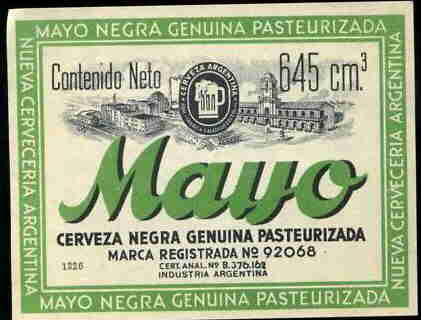 MAYO NEGRA GENUINA PASTEURIZADA
NUEVA CERVECERIA ARGENTINA
NUEVA CERVECERIA ARGENTINA
Contenido Neto
645 cm.3
CERVEZA ARGENTINA
Mayo
CERVEZA NEGRA GENUINA PASTEURIZADA
MARCA REGISTRADA Nº 92068
CERT. ANAL. Nº B. 376.162
INDUSTRIA ARGENTINA
1226
MAYO NEGRA GENUINA PASTEURIZADA